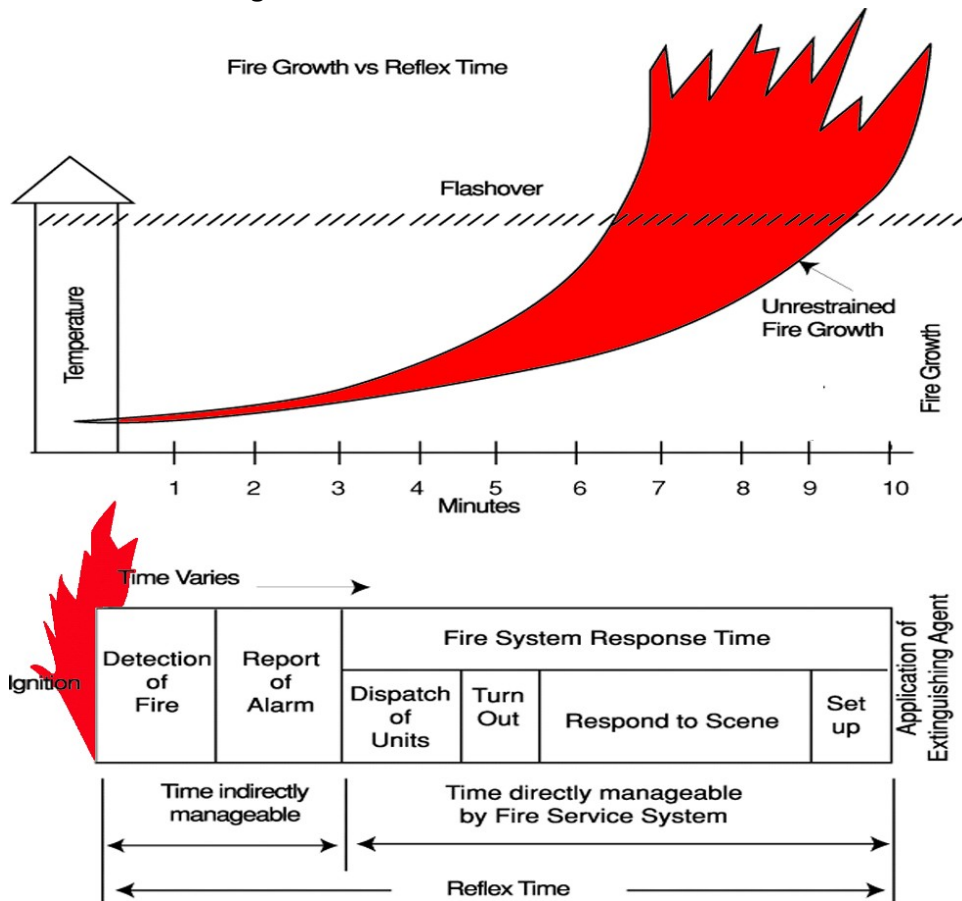 Fire Growth vs Reflex Time
Flashover
Temperature
Unrestrained
Fire Growth
Fire Growth
1 2 3 4 5 6 7 8 9 10
Minutes
Time Varies
Ignition
Detection
of
Fire
Report
of
Alarm
Fire System Response Time
Dispatch
of
Units
Turn
Out
Respond to Scene
Set
up
Application of
Extinguishing Agent
Time indirectly
manageable
Time directly manageable
by Fire Service System
Reflex Time